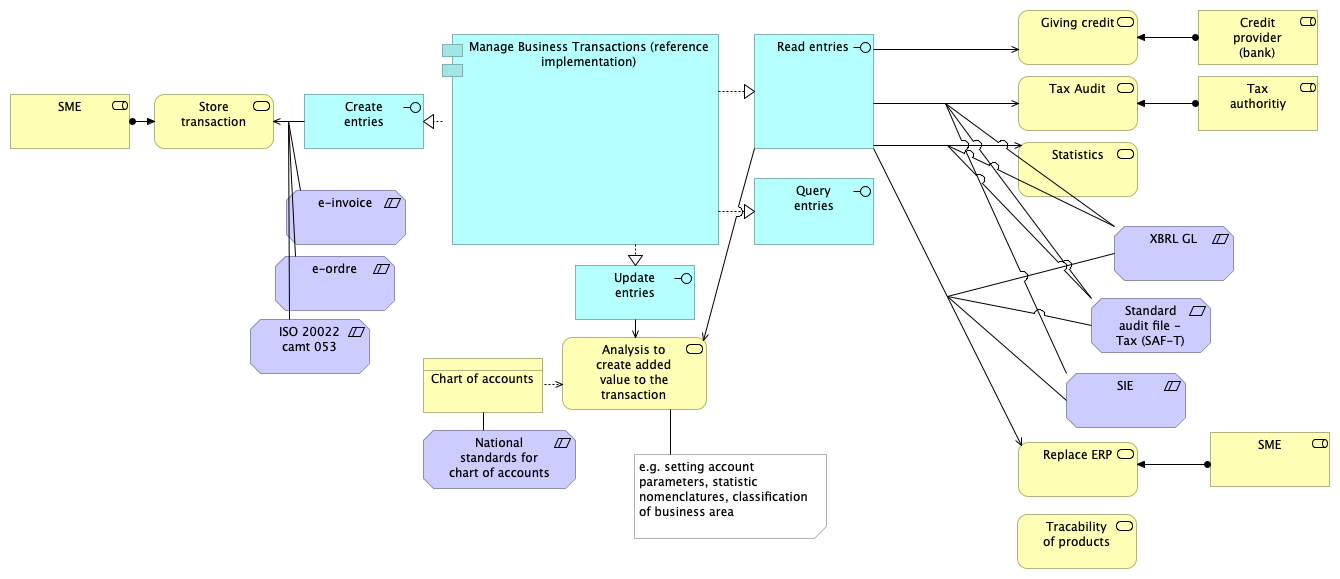 SME
Store
transaction
Create
entries
Manage Business Transactions (reference
implementation)
Read entries
Giving credit
Credit
provider
(bank)
Tax Audit
Tax
authoritiy
Statistics
Query
entries
e-invoice
e-ordre
ISO 20022
camt 053
Update
entries
XBRL GL
Standard
audit file -
Tax (SAF-T)
SIE
Analysis to
create added
value to the
transaction
Chart of accounts
National
standards for
chart of accounts
e.g. setting account
parameters, statistic
nomenclatures, classification
of business area
Replace ERP
SME
Tracability
of products